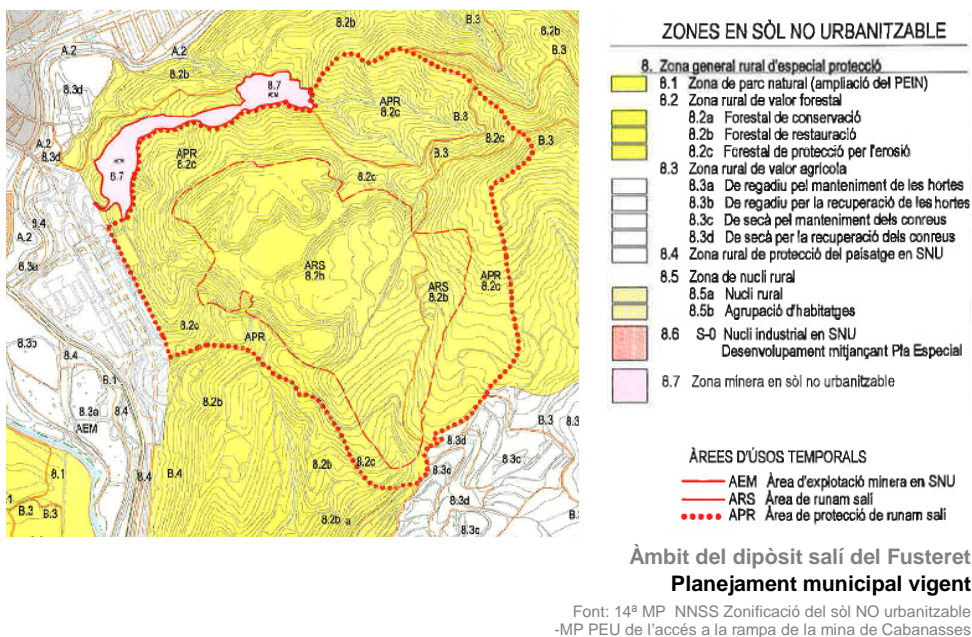 8.2b
B.3
8.2b
A.2
A.2
B.3
B.3
8.2b
8.7
ACM
8.3d
APR
8.2c
B.3
8.2c
B.3
A.2
8.3d
APR
8.2c
B.3
ACM
8.7
8.2c
8.4
A.2
8.3a
ARS
8.2b
ARS
8.2b
APR
8.2c
8.2c
APR
8.3b
8.4
B.1
8.3a
8.4
AEM
8.2b
B.3
8.3
8.3d
8.3c
8.1
8.4
B.4
8.2b
8.2c
8.3c
8.3d
B.3
B.3
8.2b
a
8.3c
B.
ZONES EN SÒL NO URBANITZABLE
8. Zona general rural d'especial protecció
8.1 Zona de parc natural (ampliació del PEIN)
8.2 Zona rural de valor forestal
8.2a Forestal de conservació
8.2b Forestal de restauració
8.2c Forestal de protecció per l'erosió
8.3 Zona rural de valor agrícola
8.3a De regadiu pel manteniment de les hortes
8.3b De regadiu per la recuperació de les hortes
8.3c De secà pel manteniment dels conreus
8.3d De secà per la recuperació dels conreus
8.4 Zona rural de protecció del paisatge en SNU
8.5 Zona de nucli rural
8.5a Nucli rural
8.5b Agrupació d'habitatges
8.6 S-0 Nucli industrial en SNU
Desenvolupament mitjançant Pla Especial
8.7 Zona minera en sòl no urbanitzable
ÀREES D'ÚSOS TEMPORALS
AEM Àrea d'explotació minera en SNU
ARS Àrea de runam salí
APR Àrea de protecció de runam salí
Àmbit del dipòsit salí del Fusteret
Planejament municipal vigent
Font: 14ª MP NNSS Zonificació del sòl NO urbanitzable
-MP PEU de l'accés a la rampa de la mina de Cabanasses